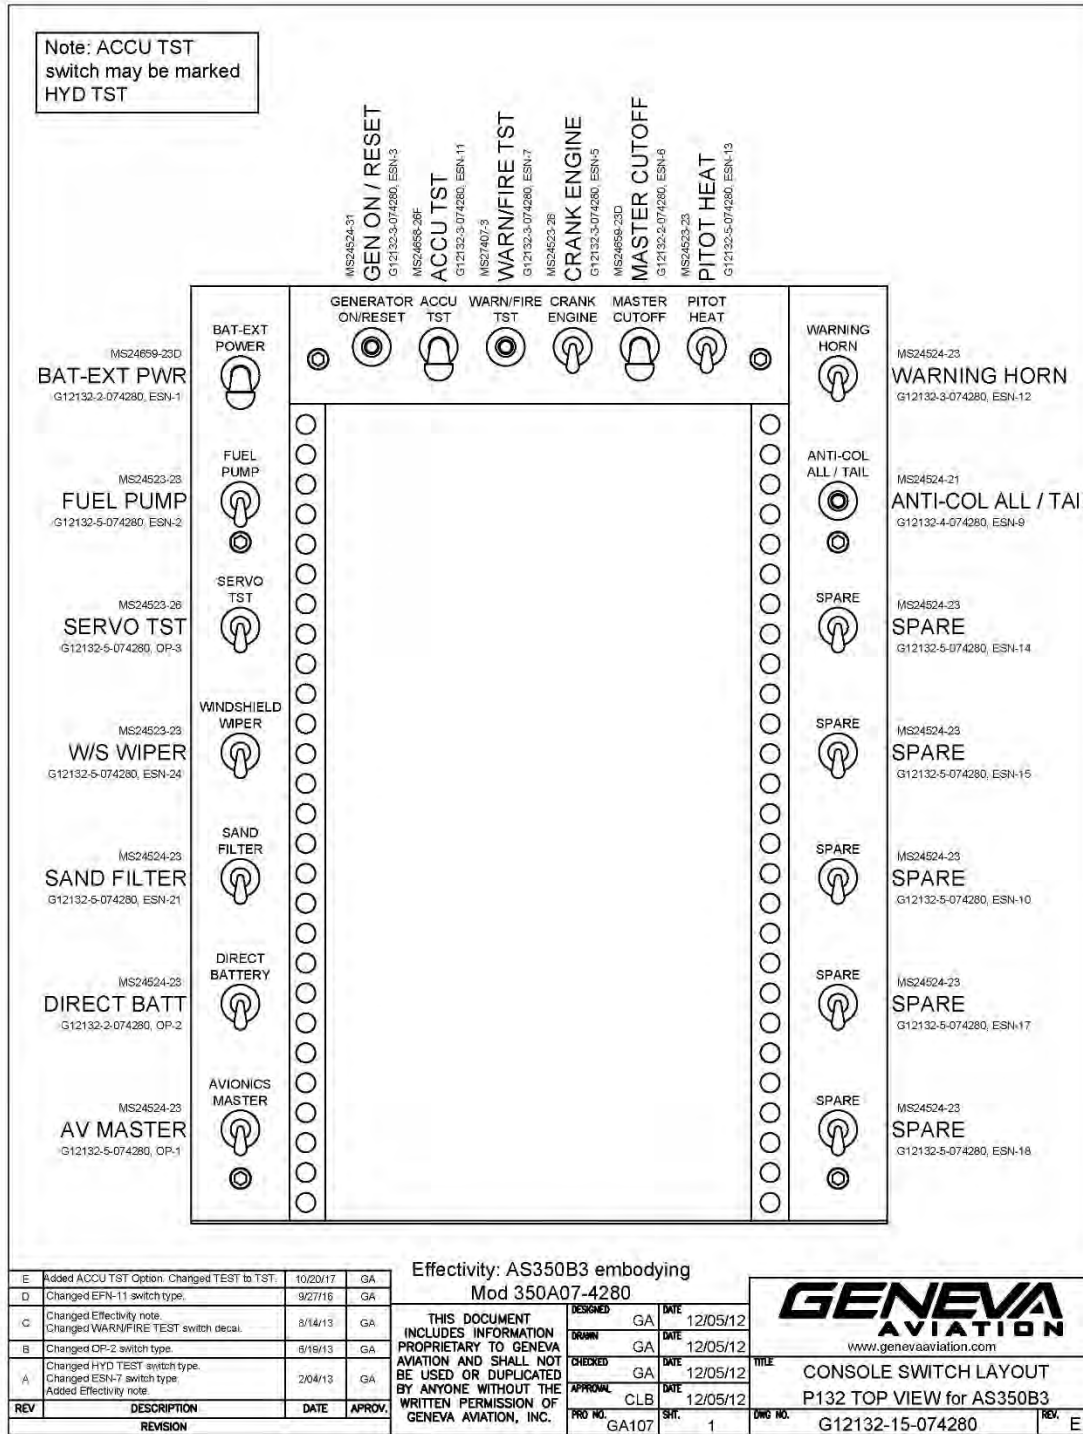 Note: ACCU TST
switch may be marked
HYD TST
MS24524-31
GEN ON / RESET
G12132-3-074280, ESN-3
MS24658-26F
ACCU TST
G12132-3-074280, ESN-11
MS27407-3
WARN/FIRE TST
G12132-3-074280, ESN-7
MS24523-28
CRANK ENGINE
G12132-3-074280, ESN-5
MS24659-23D
MASTER CUTOFF
G12132-2-074280, ESN-6
MS24523-23
PITOT HEAT
G12132-5-074280, ESN-13
GENERATOR
ON/RESET
ACCU
TST
WARN/FIRE
TST
CRANK
ENGINE
MASTER
CUTOFF
PITOT
HEAT
BAT-EXT
POWER
MS24659-23D
BAT-EXT PWR
G12132-2-074280, ESN-1
FUEL
PUMP
MS24523-23
FUEL PUMP
G12132-5-074280, ESN-2
SERVO
TST
MS24523-26
SERVO TST
G12132-5-074280, OP-3
WINDSHIELD
WIPER
MS24523-23
W/S WIPER
G12132-5-074280, ESN-24
SAND
FILTER
MS24524-23
SAND FILTER
G12132-5-074280, ESN-21
DIRECT
BATTERY
MS24524-23
DIRECT BATT
G12132-2-074280, OP-2
AVIONICS
MASTER
MS24524-23
AV MASTER
G12132-5-074280, OP-1
WARNING
HORN
MS24524-23
WARNING HORN
G12132-3-074280, ESN-12
ANTI-COL
ALL / TAIL
MS24524-21
ANTI-COL ALL / TAI
G12132-4-074280, ESN-9
SPARE
MS24524-23
SPARE
G12132-5-074280, ESN-14
SPARE
MS24524-23
SPARE
G12132-5-074280, ESN-15
SPARE
MS24524-23
SPARE
G12132-5-074280, ESN-10
SPARE
MS24524-23
SPARE
G12132-5-074280, ESN-17
SPARE
MS24524-23
SPARE
G12132-5-074280, ESN-18
E Added ACCU TST Option. Changed TEST to TST. 10/20/17 GA
D Changed EFN-11 switch type. 9/27/16 GA
C Changed Effectivity note.
Changed WARN/FIRE TEST switch decal. 8/14/13 GA
B Changed OP-2 switch type. 6/19/13 GA
A Changed HYD TEST switch type.
Changed ESN-7 switch type
Added Effectivity note. 2/04/13 GA
REV DESCRIPTION DATE APROV.
REVISION
Effectivity: AS350B3 embodying
Mod 350A07-4280
THIS DOCUMENT
INCLUDES INFORMATION
PROPRIETARY TO GENEVA
AVIATION AND SHALL NOT
BE USED OR DUPLICATED
BY ANYONE WITHOUT THE
WRITTEN PERMISSION OF
GENEVA AVIATION, INC.
DESIGNED GA DATE 12/05/12
DRAWN GA DATE 12/05/12
CHECKED GA DATE 12/05/12
APPROVAL CLB DATE 12/05/12
PRO NO. GA107 SHT. 1
GENEVA
AVIATION
www.genevaaviation.com
TITLE
CONSOLE SWITCH LAYOUT
P132 TOP VIEW for AS350B3
DWG NO. G12132-15-074280 REV. E